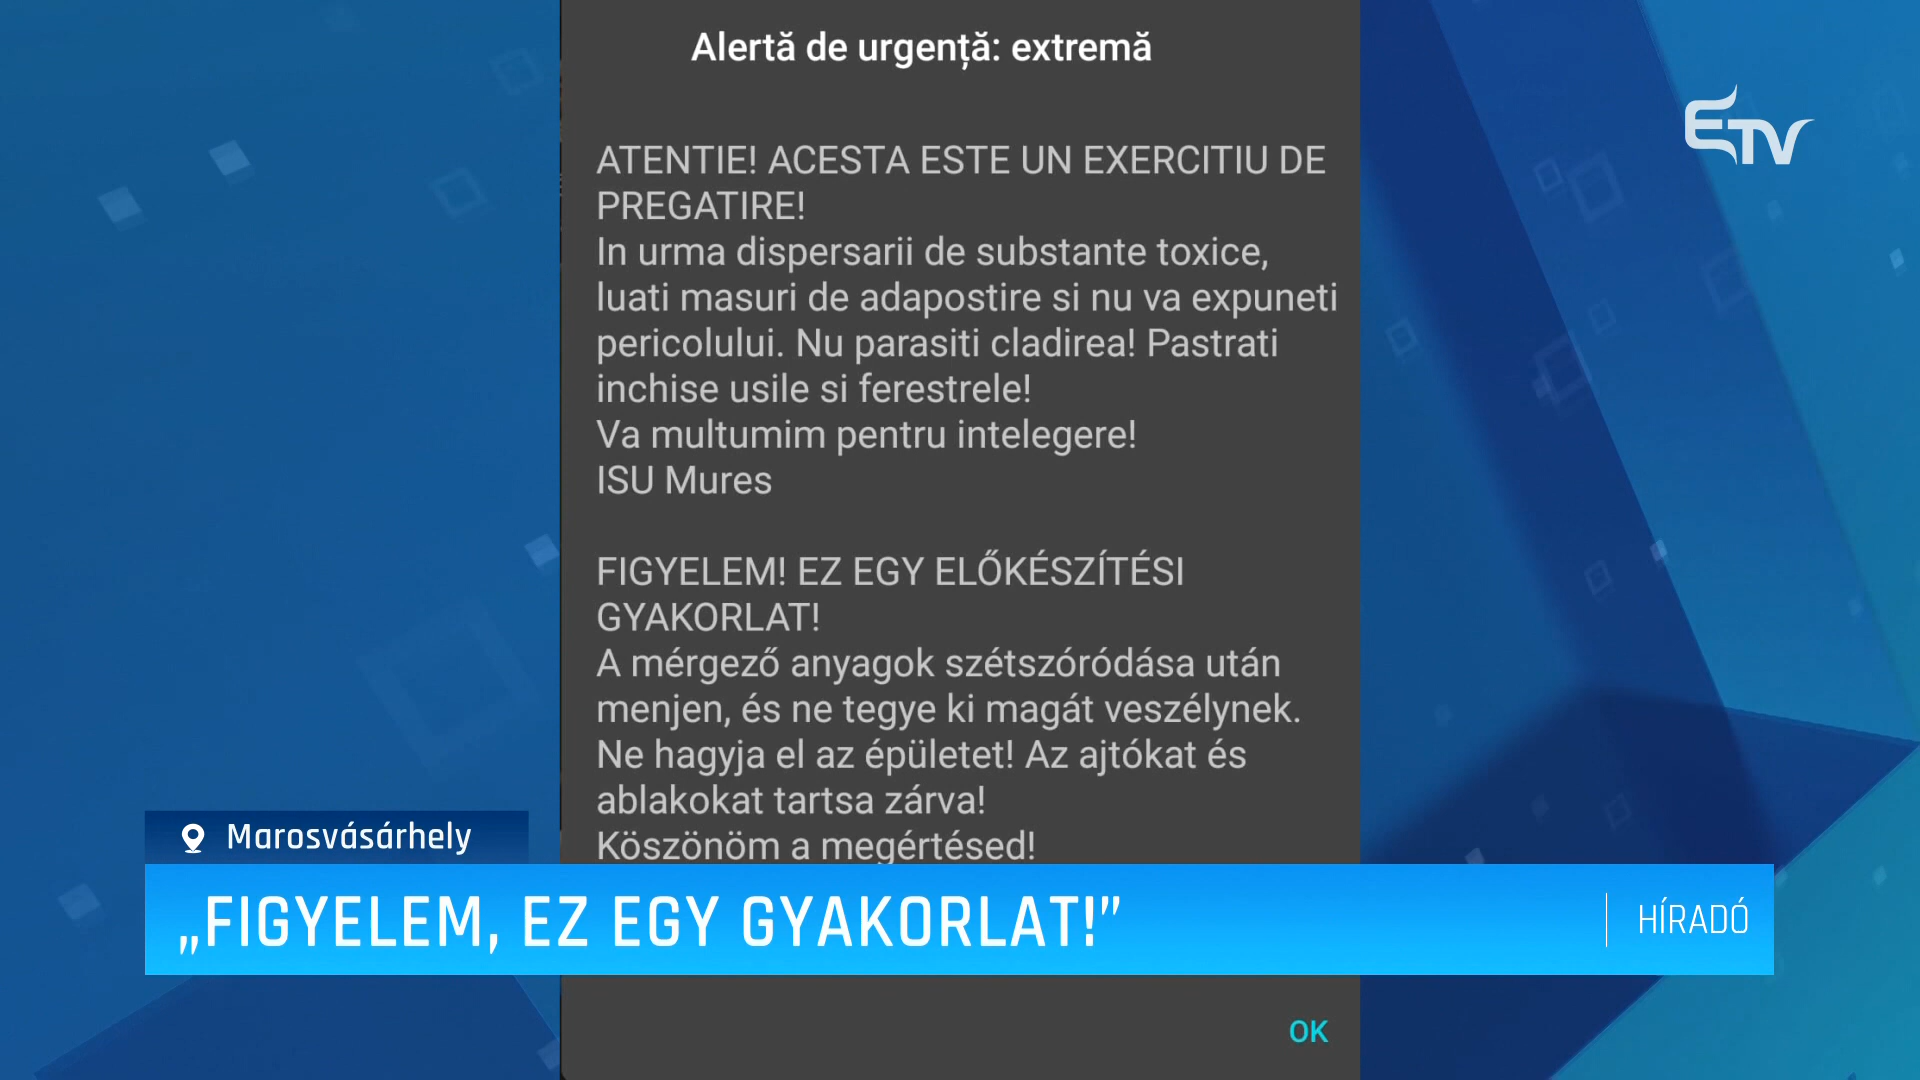 Alertă de urgență: extremă
ETV
ATENTIE! ACESTA ESTE UN EXERCITIU DE
PREGATIRE!
In urma dispersarii de substante toxice,
luati masuri de adapostire si nu va expuneti
pericolului. Nu parasiti cladirea! Pastrati
inchise usile si ferestrele!
Va multumim pentru intelegere!
ISU Mures
FIGYELEM! EZ EGY ELŐKÉSZÍTÉSI
GYAKORLAT!
A mérgező anyagok szétszóródása után
menjen, és ne tegye ki magát veszélynek.
Ne hagyja el az épületet! Az ajtókat és
ablakokat tartsa zárva!
Köszönöm a megértésed!
Marosvásárhely
„FIGYELEM, EZ EGY GYAKORLAT!”
HÍRADÓ
OK